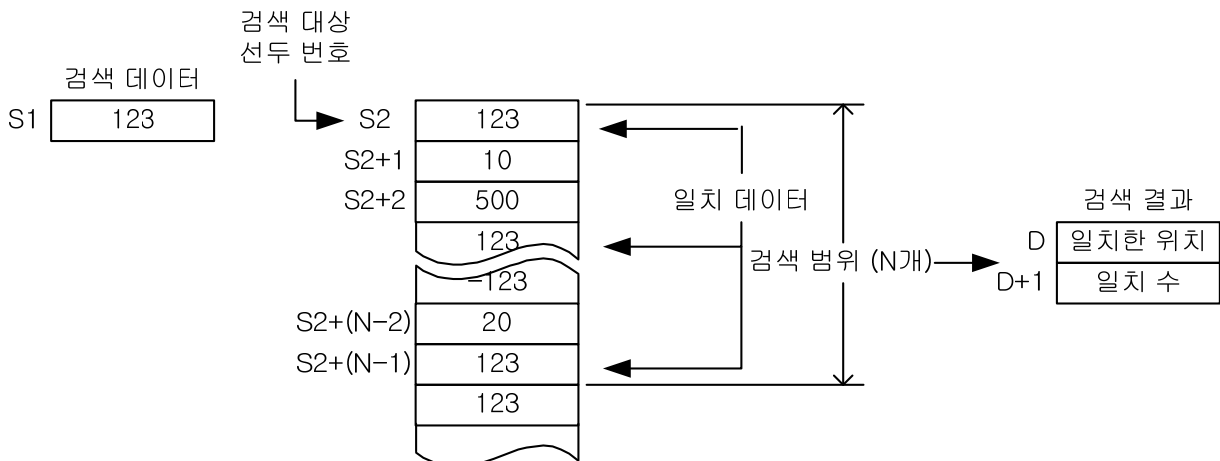 검색 대상
선두 번호
검색 데이터
S1 123
S2 123
S2+1 10
S2+2 500
123
-123
S2+(N-2) 20
S2+(N-1) 123
123
일치 데이터
검색 범위 (N개)
검색 결과
D 일치한 위치
D+1 일치 수